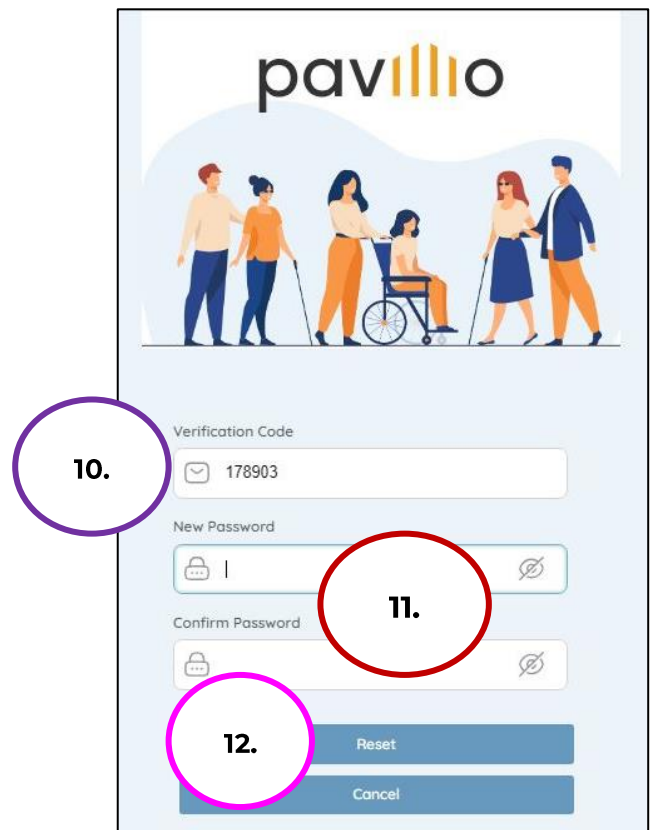 pavillio
Verification Code
10.
178903
New Password
11.
Confirm Password
12.
Reset
Cancel